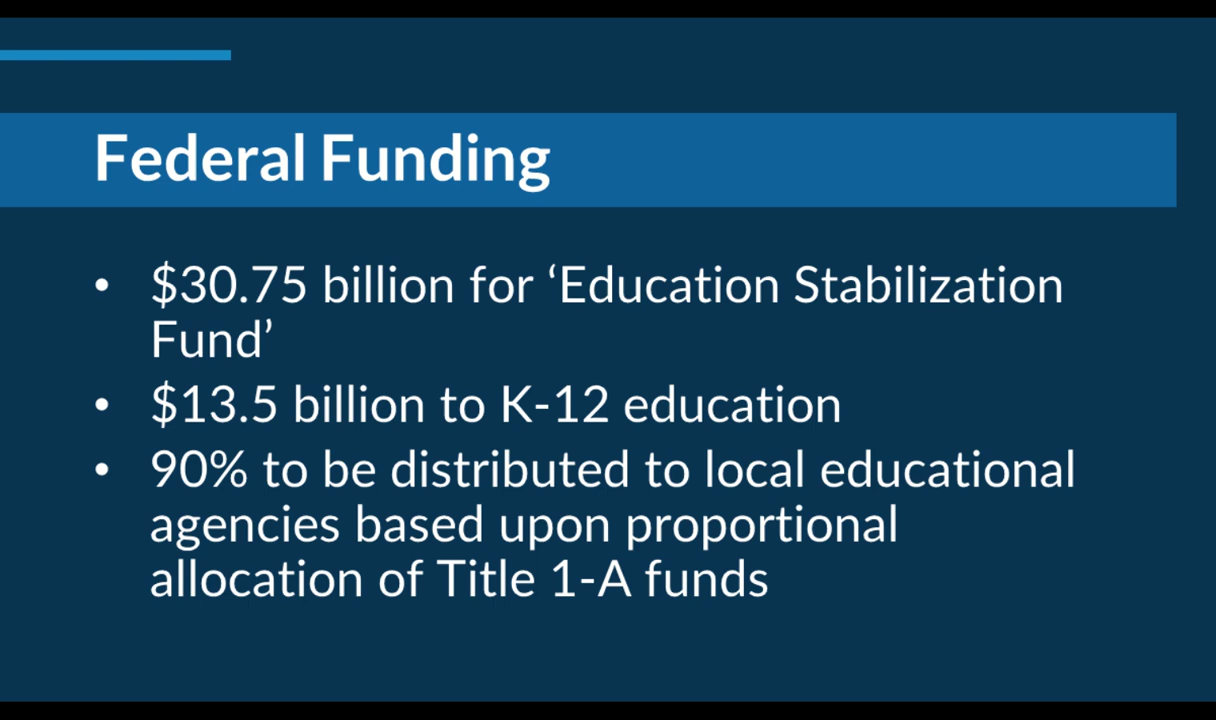 Federal Funding
• $30.75 billion for ‘Education Stabilization
Fund’
• $13.5 billion to K-12 education
• 90% to be distributed to local educational
agencies based upon proportional
allocation of Title 1-A funds